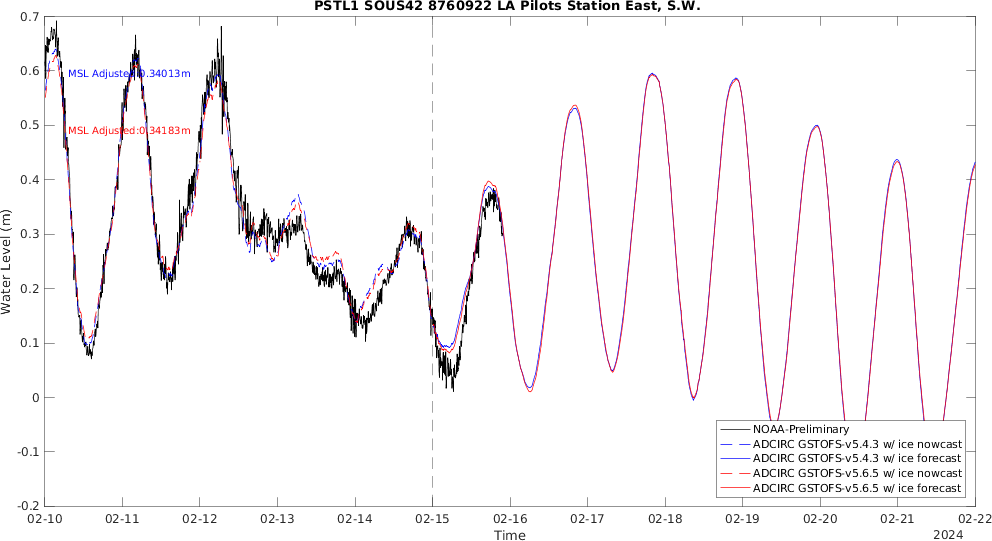 PSTL1 SOUS42 8760922 LA Pilots Station East, S.W.
0.7
0.6
0.5
0.4
0.3
0.2
0.1
0
-0.1
-0.2
Water Level (m)
MSL Adjusted:0.34013m
MSL Adjusted:0.34183m
NOAA-Preliminary
ADCIRC GSTOFS-v5.4.3 w/ ice nowcast
ADCIRC GSTOFS-v5.4.3 w/ ice forecast
ADCIRC GSTOFS-v5.6.5 w/ ice nowcast
ADCIRC GSTOFS-v5.6.5 w/ ice forecast
02-10 02-11 02-12 02-13 02-14 02-15 02-16 02-17 02-18 02-19 02-20 02-21 02-22
Time
2024